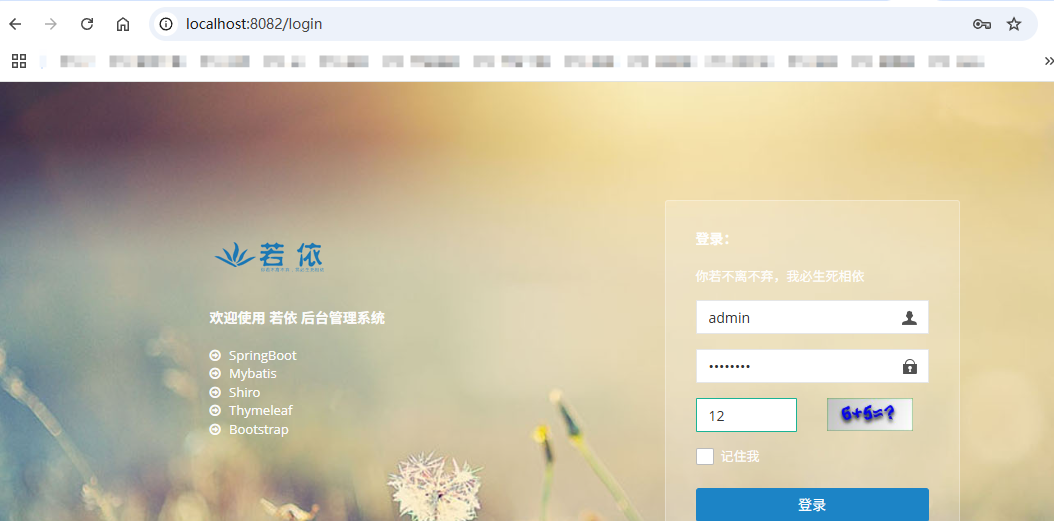 localhost:8082/login
若依
欢迎使用 若依 后台管理系统
SpringBoot
Mybatis
Shiro
Thymeleaf
Bootstrap
登录：
你若不离不弃，我必生死相依
admin
••••••••
12
6+5=?
记住我
登录